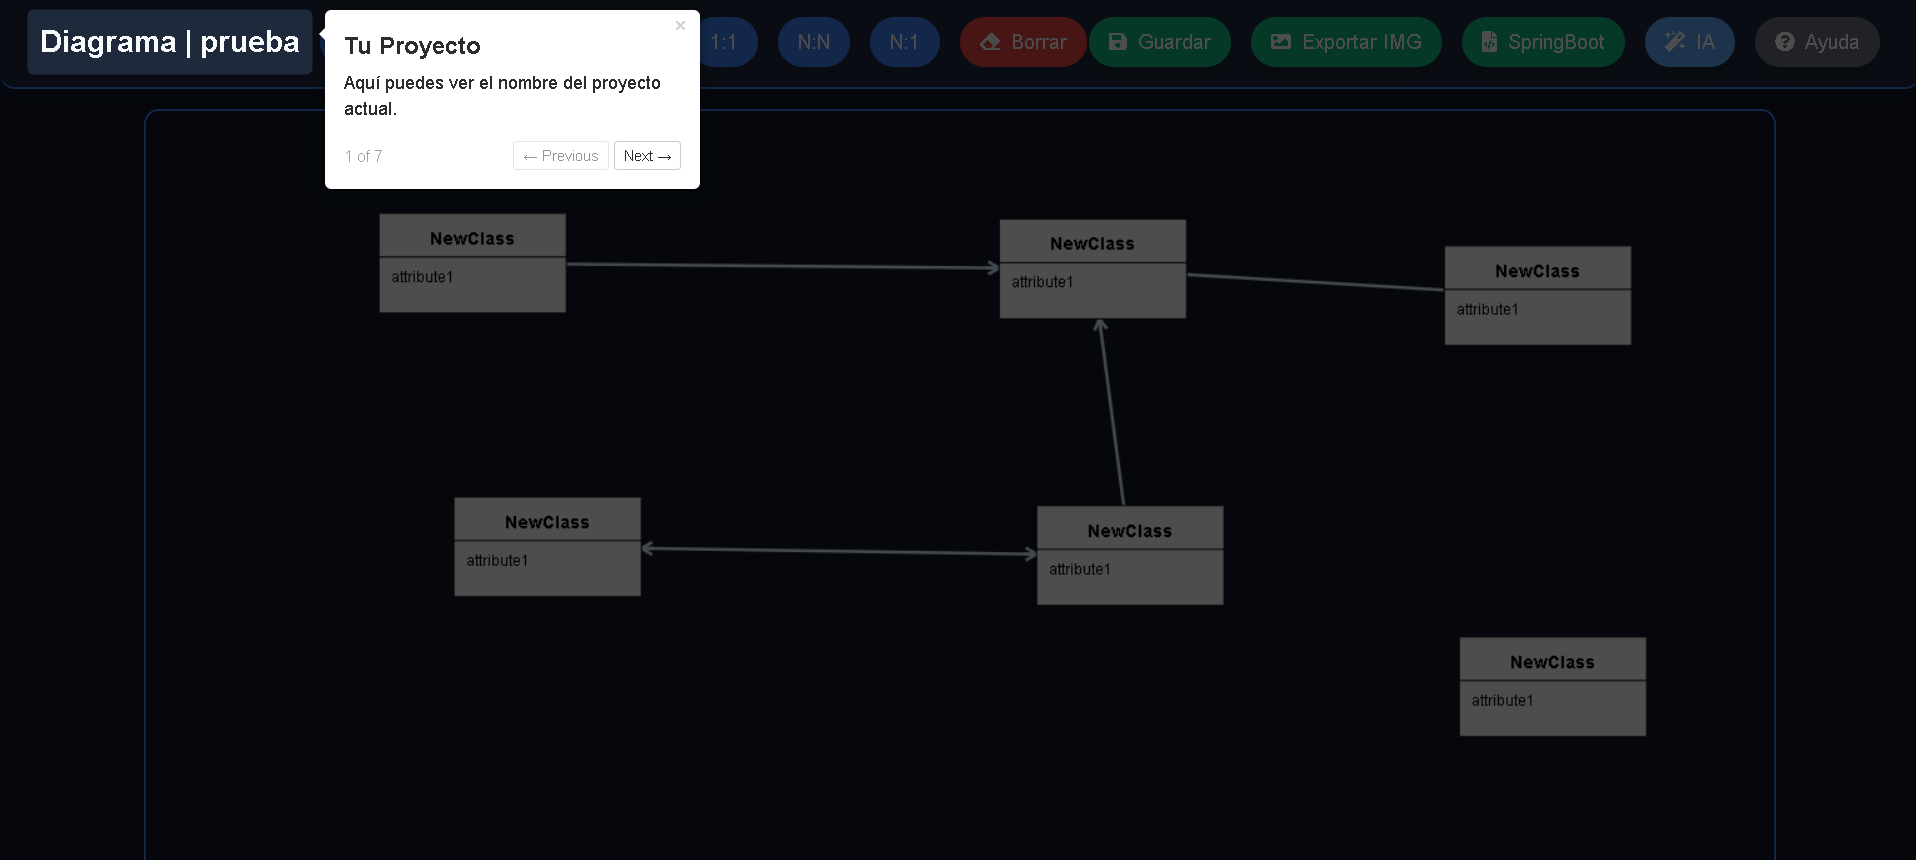 Diagrama | prueba
Tu Proyecto
×
Aquí puedes ver el nombre del proyecto
actual.
1 of 7
← Previous
Next →
1:1
N:N
N:1
Borrar
Guardar
Exportar IMG
SpringBoot
IA
Ayuda
NewClass
attribute1
NewClass
attribute1
NewClass
attribute1
NewClass
attribute1
NewClass
attribute1
NewClass
attribute1